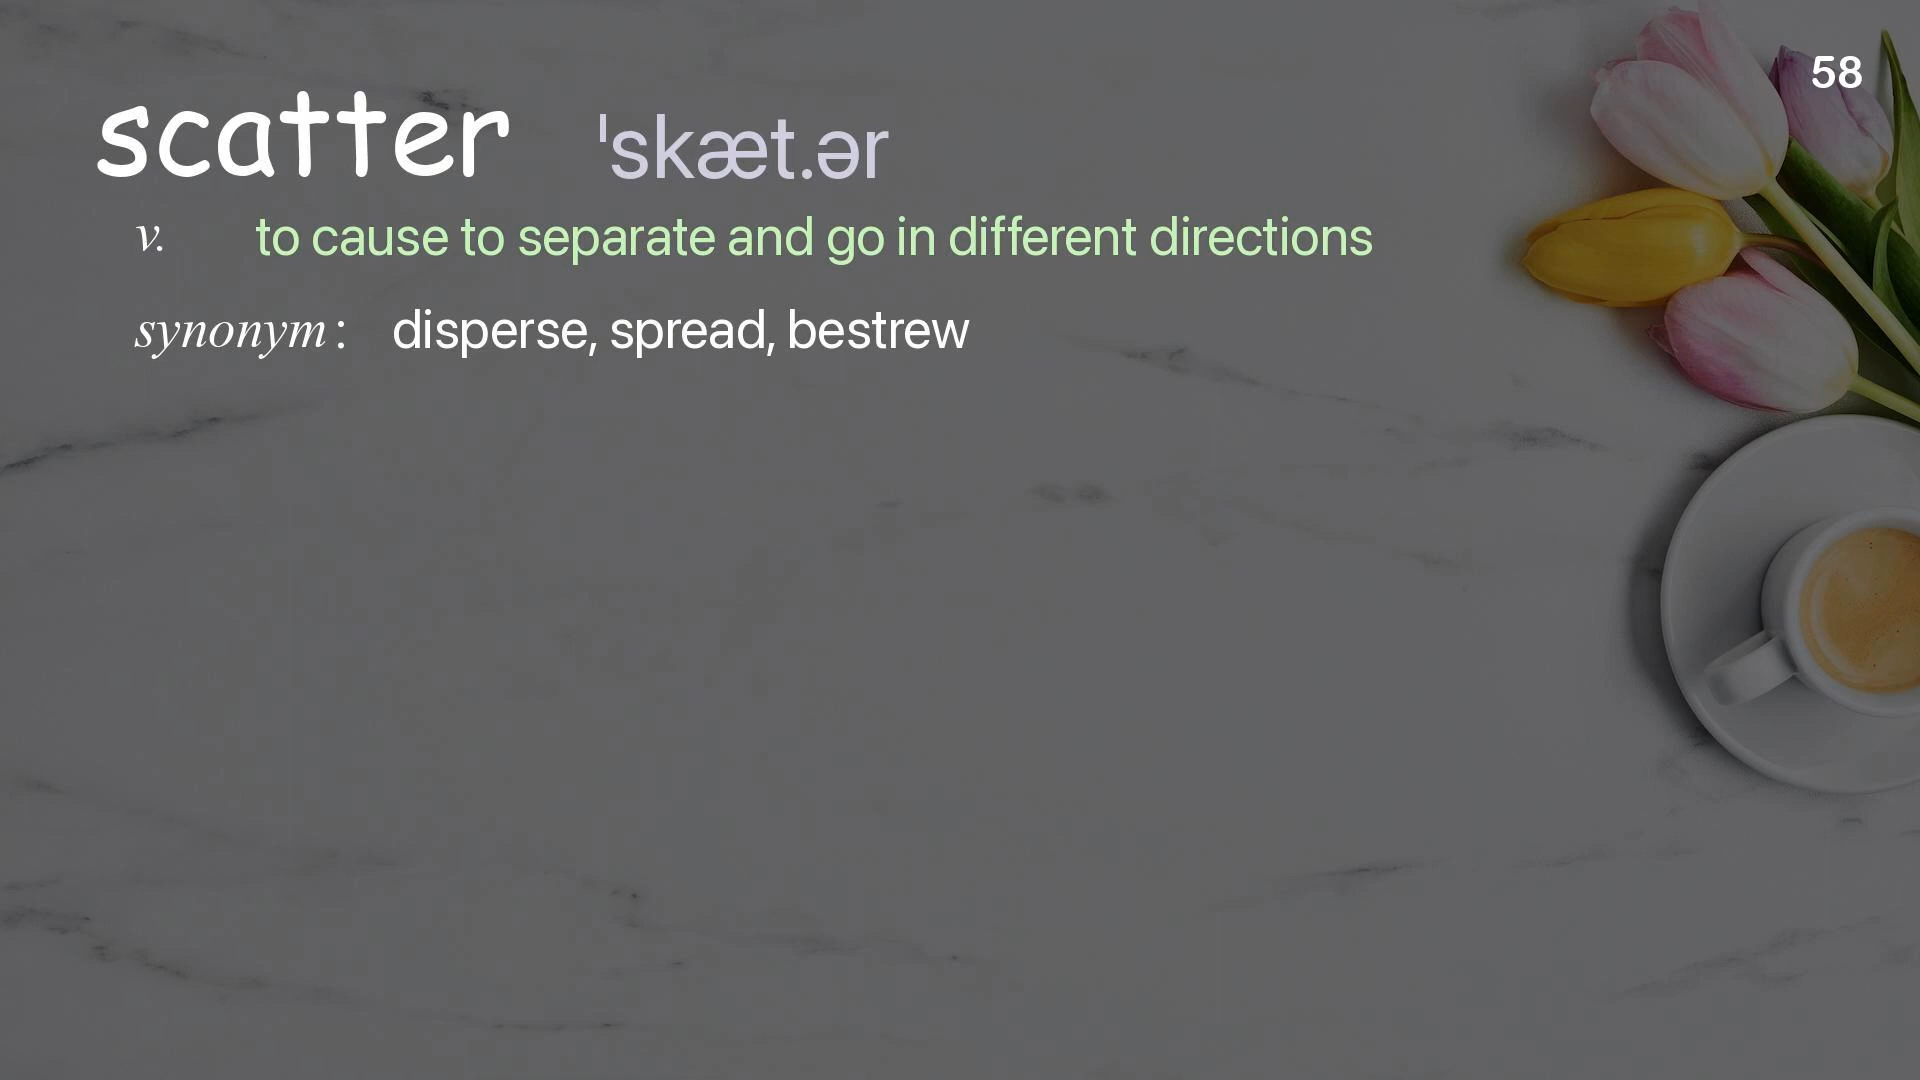 58
scatter ˈskæt.ər
v. to cause to separate and go in different directions
synonym : disperse, spread, bestrew